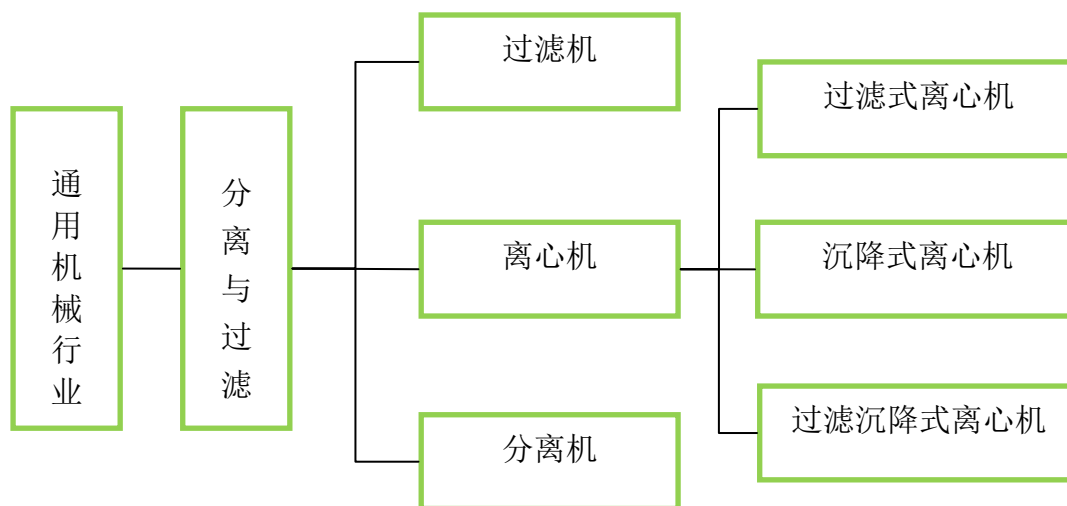 通用机械行业
分离与过滤
过滤机
离心机
分离机
过滤式离心机
沉降式离心机
过滤沉降式离心机